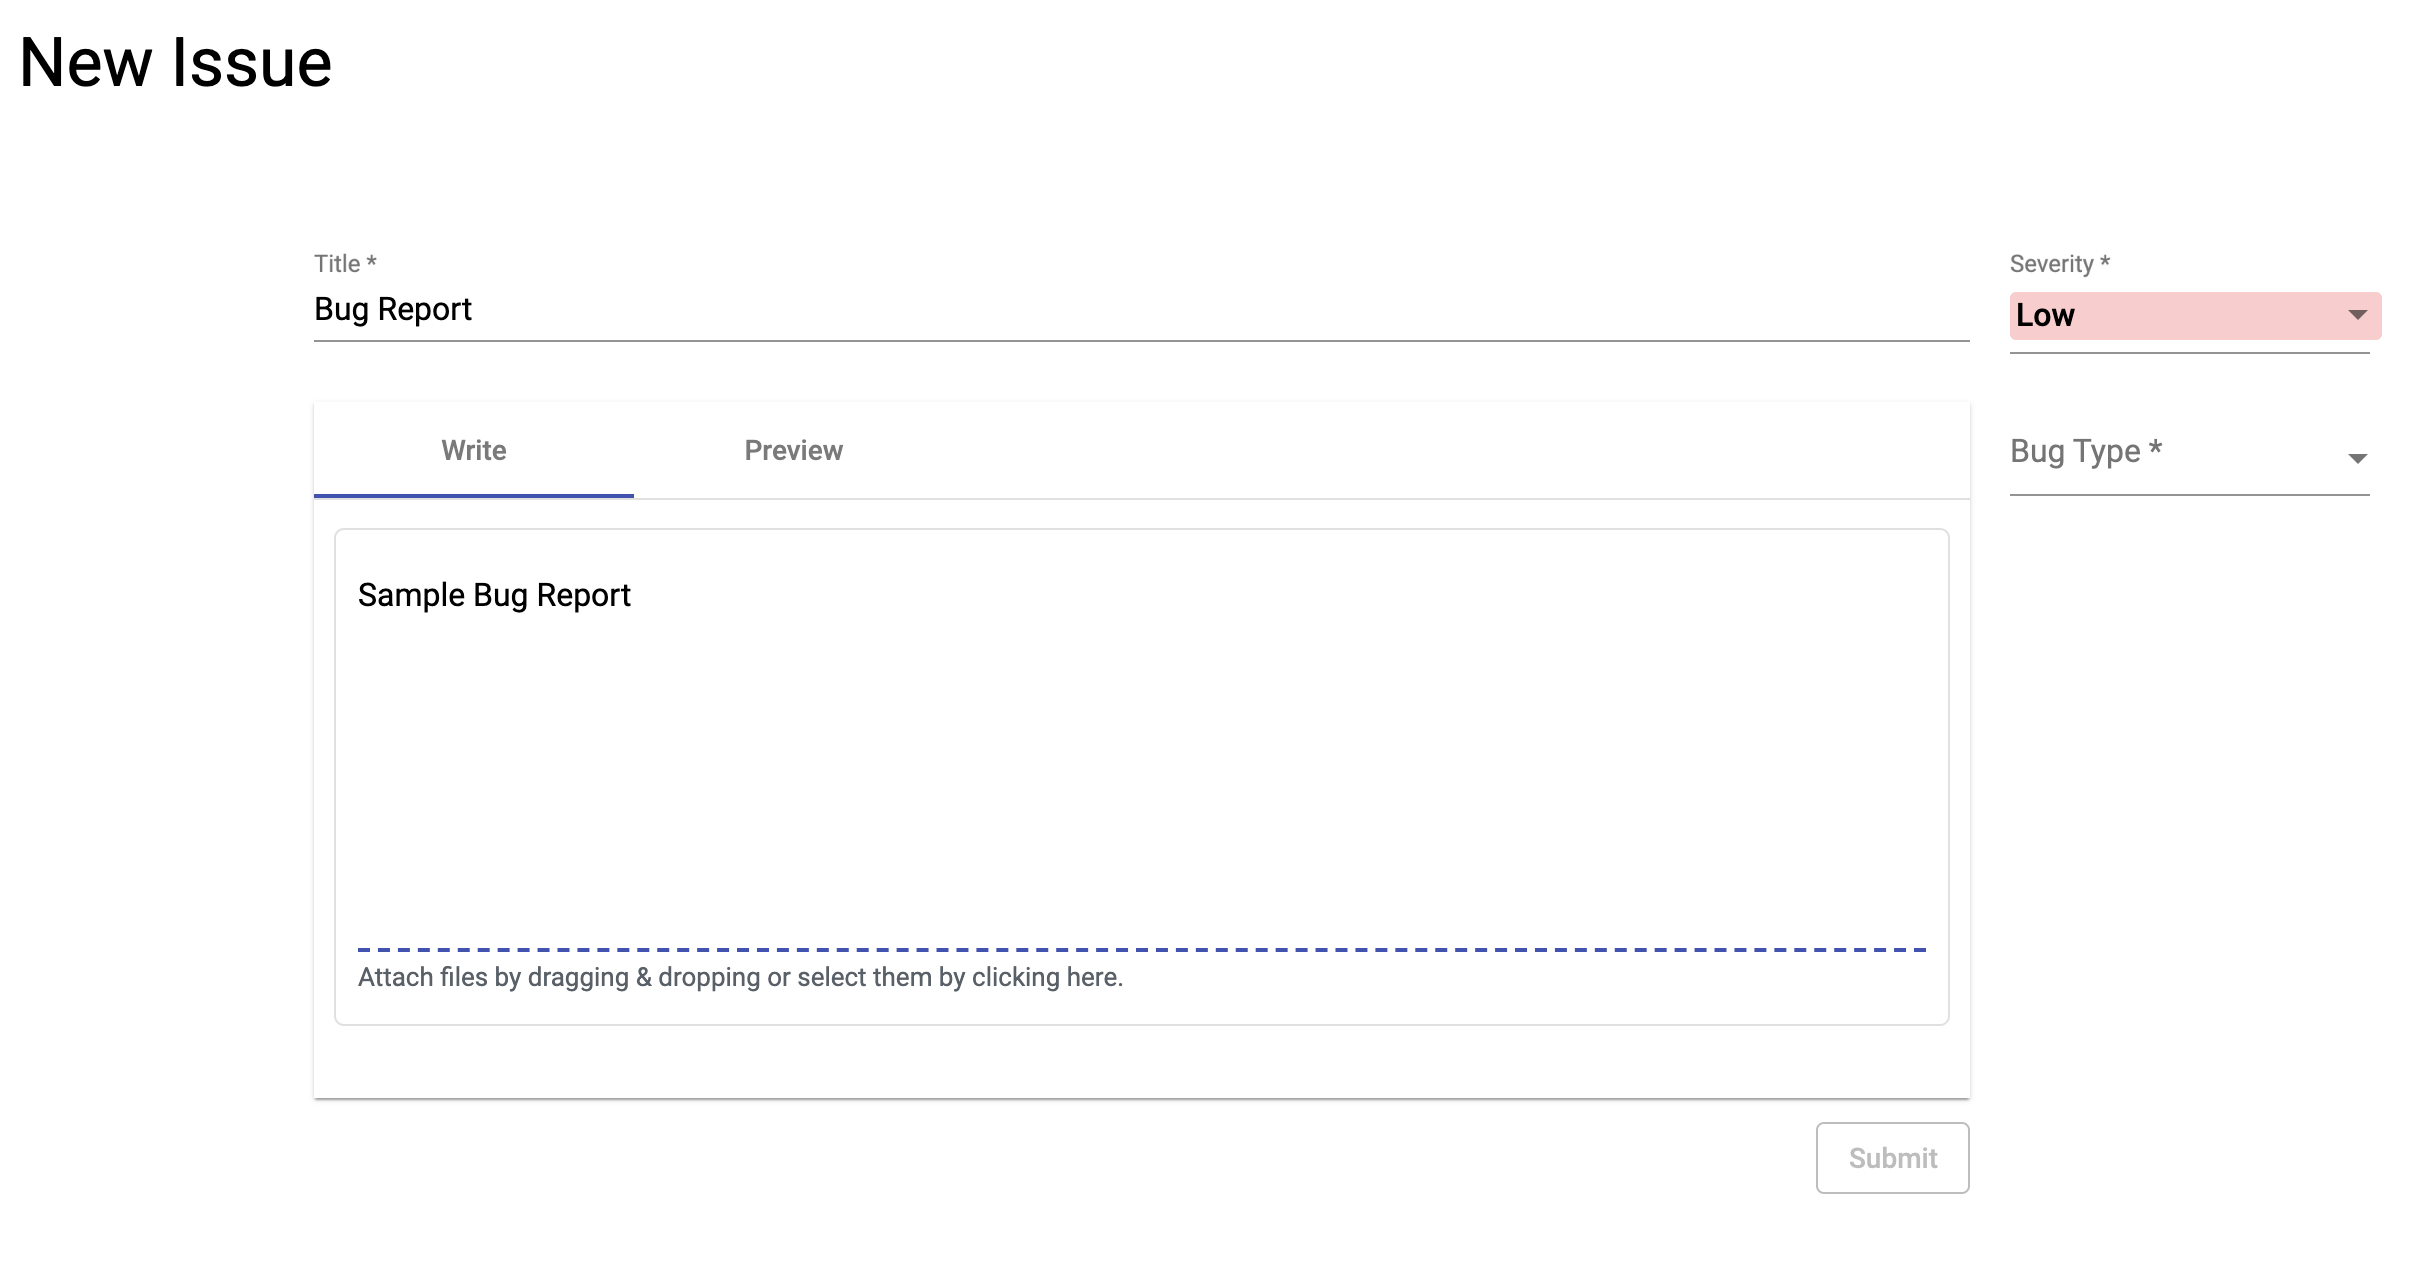 New Issue
Title *
Bug Report
Severity *
Low
Write
Preview
Bug Type *
Sample Bug Report
Attach files by dragging & dropping or select them by clicking here.
Submit